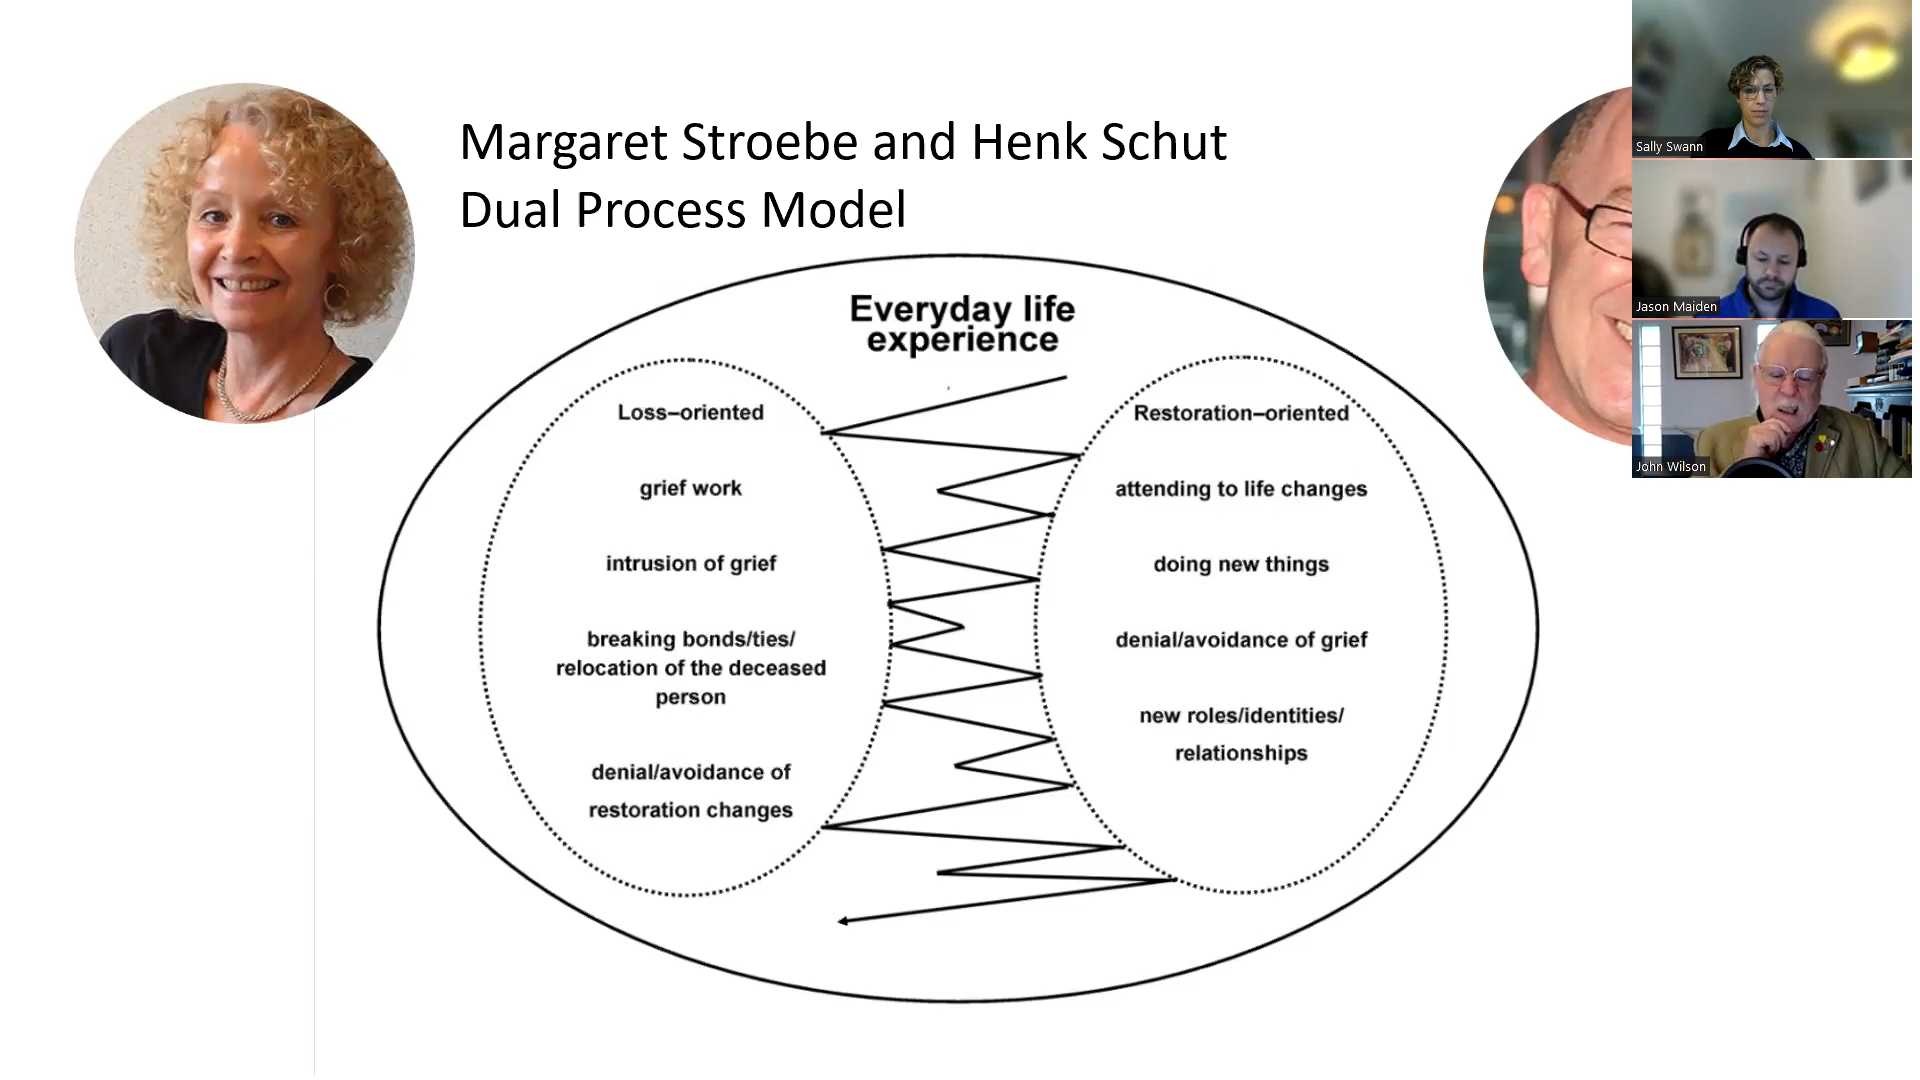 Margaret Stroebe and Henk Schut
Dual Process Model
Everyday life
experience
Loss–oriented
grief work
intrusion of grief
breaking bonds/ties/
relocation of the deceased
person
denial/avoidance of
restoration changes
Restoration–oriented
attending to life changes
doing new things
denial/avoidance of grief
new roles/identities/
relationships
Sally Swann
Jason Maiden
John Wilson